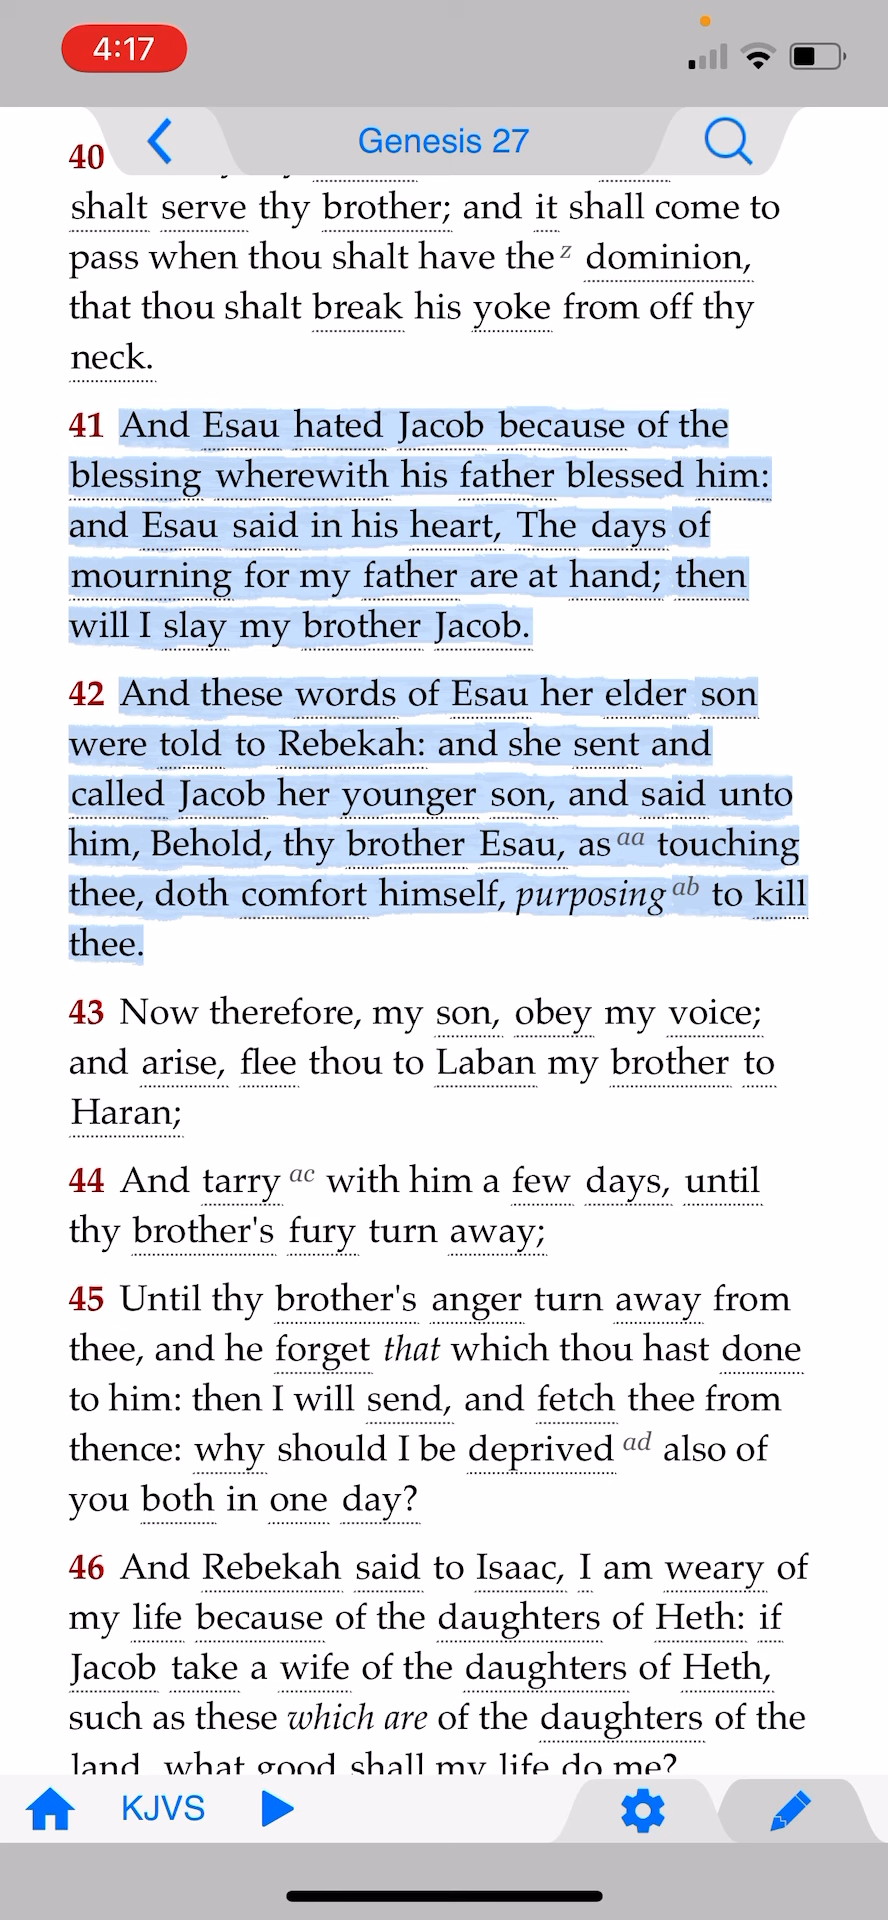 4:17
Genesis 27
40
shalt serve thy brother; and it shall come to
pass when thou shalt have the z dominion,
that thou shalt break his yoke from off thy
neck.
41 And Esau hated Jacob because of the
blessing wherewith his father blessed him:
and Esau said in his heart, The days of
mourning for my father are at hand; then
will I slay my brother Jacob.
42 And these words of Esau her elder son
were told to Rebekah: and she sent and
called Jacob her younger son, and said unto
him, Behold, thy brother Esau, as aa touching
thee, doth comfort himself, purposing ab to kill
thee.
43 Now therefore, my son, obey my voice;
and arise, flee thou to Laban my brother to
Haran;
44 And tarry ac with him a few days, until
thy brother's fury turn away;
45 Until thy brother's anger turn away from
thee, and he forget that which thou hast done
to him: then I will send, and fetch thee from
thence: why should I be deprived ad also of
you both in one day?
46 And Rebekah said to Isaac, I am weary of
my life because of the daughters of Heth: if
Jacob take a wife of the daughters of Heth,
such as these which are of the daughters of the
land, what good shall my life do me?
KJVS